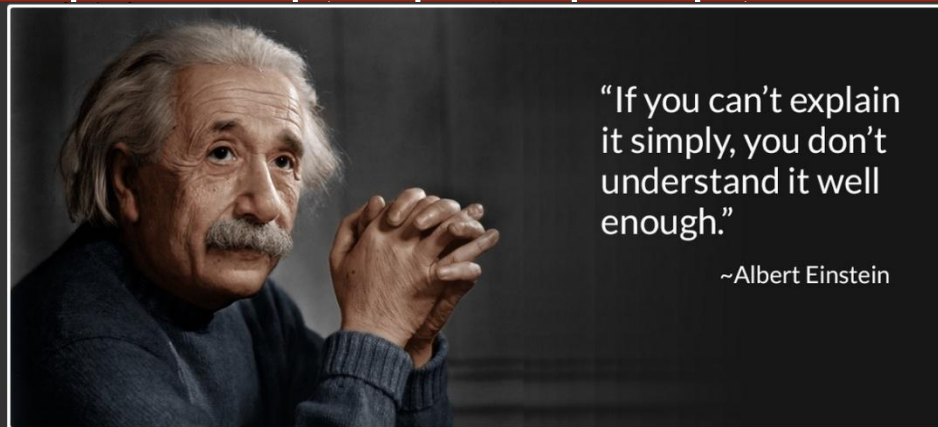 “If you can’t explain
it simply, you don’t
understand it well
enough.”
~Albert Einstein